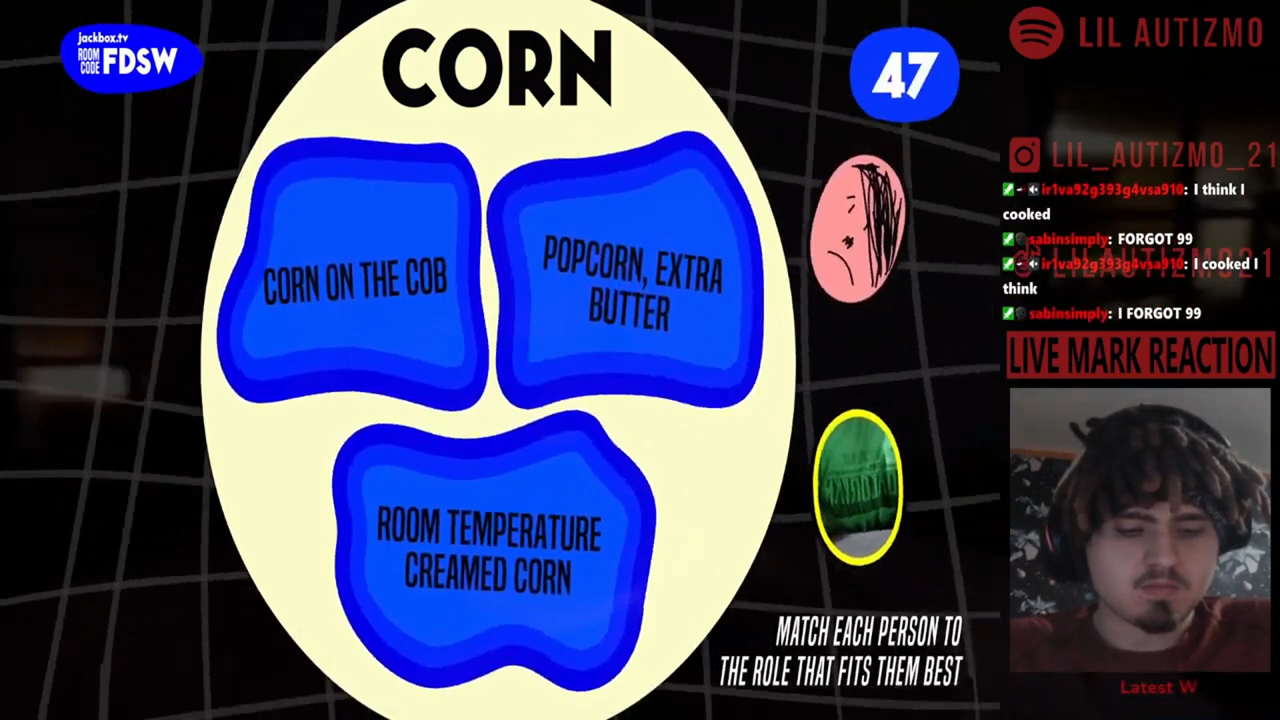 jackbox.tv
ROOM CODE FDSW
CORN
47
CORN ON THE COB
POPCORN, EXTRA
BUTTER
ROOM TEMPERATURE
CREAMED CORN
MATCH EACH PERSON TO
THE ROLE THAT FITS THEM BEST
LIL AUTIZMO
LIL_AUTIZMO_21
ir1va92g393g4vsa910: I think I
cooked
sabinsimply: FORGOT 99
ir1va92g393g4vsa910: I cooked I
think
sabinsimply: I FORGOT 99
LIVE MARK REACTION
Latest W